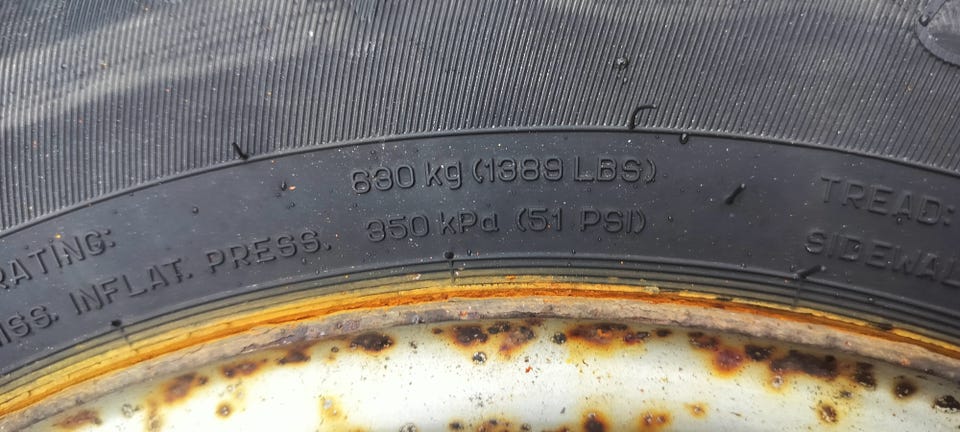 RATING: 630 kg (1389 LBS)
ISS. INFLAT. PRESS. 350 kPa (51 PSI)
TREAD:
SIDEWAL